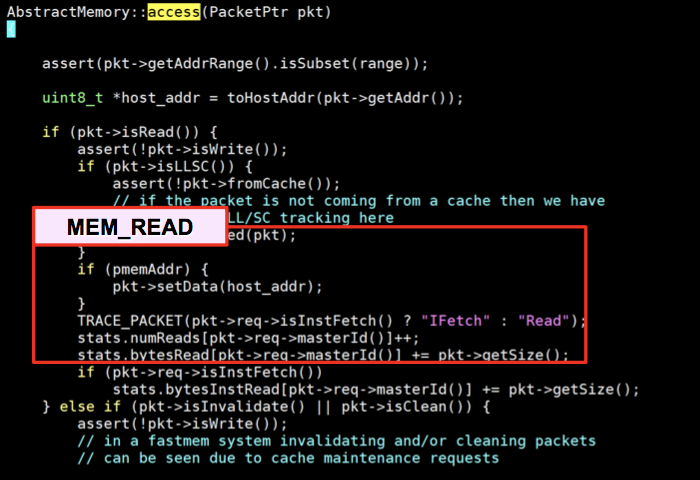 AbstractMemory::access(PacketPtr pkt)
{
assert(pkt->getAddrRange().isSubset(range));
uint8_t *host_addr = toHostAddr(pkt->getAddr());
if (pkt->isRead()) {
assert(!pkt->isWrite());
if (pkt->isLLSC()) {
assert(!pkt->fromCache());
// if the packet is not coming from a cache then we have
LL/SC tracking here
MEM_READ
ed(pkt);
}
if (pmemAddr) {
pkt->setData(host_addr);
}
TRACE_PACKET(pkt->req->isInstFetch() ? "IFetch" : "Read");
stats.numReads[pkt->req->masterId()]++;
stats.bytesRead[pkt->req->masterId()] += pkt->getSize();
if (pkt->req->isInstFetch())
stats.bytesInstRead[pkt->req->masterId()] += pkt->getSize();
} else if (pkt->isInvalidate() || pkt->isClean()) {
assert(!pkt->isWrite());
// in a fastmem system invalidating and/or cleaning packets
// can be seen due to cache maintenance requests